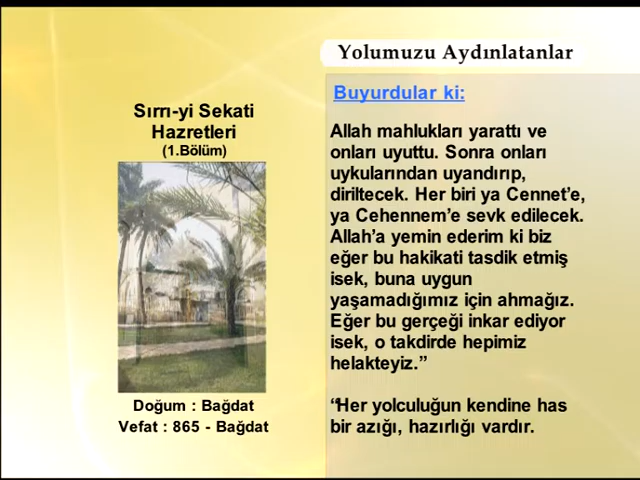 Yolumuzu Aydınlatanlar
Sırrı-yi Sekati
Hazretleri
(1.Bölüm)
Doğum : Bağdat
Vefat : 865 - Bağdat
Buyurdular ki:
Allah mahlukları yarattı ve
onları uyuttu. Sonra onları
uykularından uyandırıp,
diriltecek. Her biri ya Cennet’e,
ya Cehennem’e sevk edilecek.
Allah’a yemin ederim ki biz
eğer bu hakikati tasdik etmiş
isek, buna uygun
yaşamadığımız için ahmağız.
Eğer bu gerçeği inkar ediyor
isek, o takdirde hepimiz
helakteyiz.”
“Her yolculuğun kendine has
bir azığı, hazırlığı vardır.